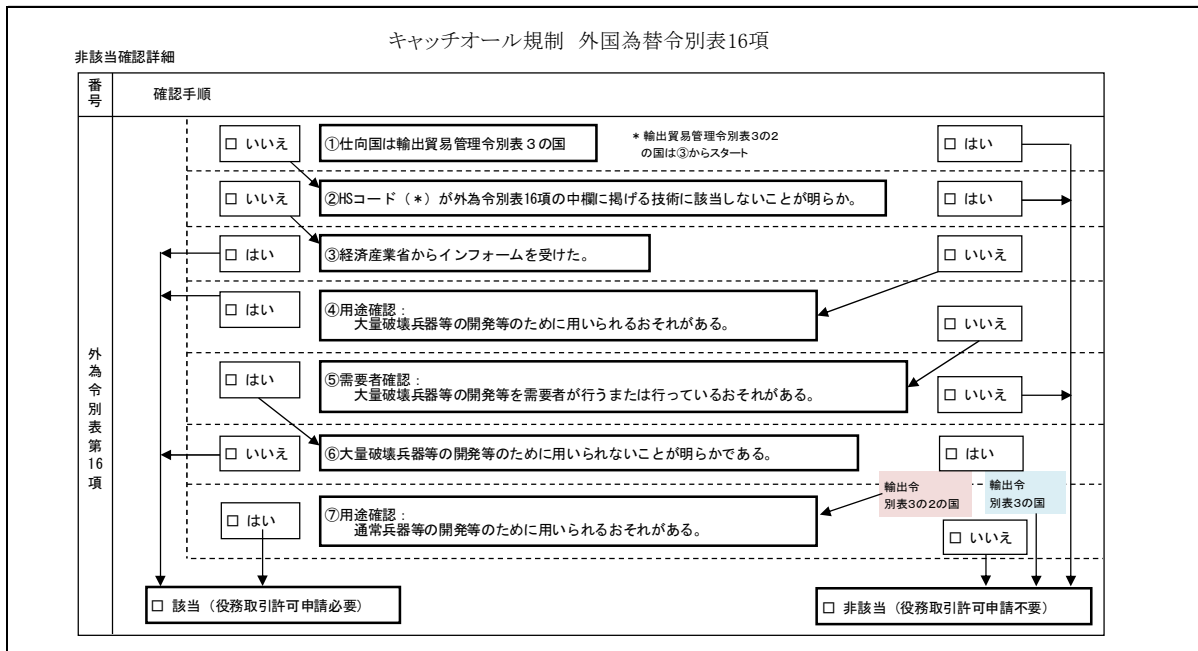 キャッチオール規制 外国為替令別表16項
非該当確認詳細
番号
確認手順
外為令別表第16項
□ いいえ
①仕向国は輸出貿易管理令別表３の国
* 輸出貿易管理令別表3の2
の国は③からスタート
□ はい
□ いいえ
②HSコード（*）が外為令別表16項の中欄に掲げる技術に該当しないことが明らか。
□ はい
□ はい
③経済産業省からインフォームを受けた。
□ いいえ
□ はい
④用途確認：
大量破壊兵器等の開発等のために用いられるおそれがある。
□ いいえ
□ はい
⑤需要者確認：
大量破壊兵器等の開発等を需要者が行うまたは行っているおそれがある。
□ いいえ
□ いいえ
⑥大量破壊兵器等の開発等のために用いられないことが明らかである。
□ はい
輸出令
別表3の2の国
輸出令
別表3の国
□ はい
⑦用途確認：
通常兵器等の開発等のために用いられるおそれがある。
□ いいえ
□ 該当（役務取引許可申請必要）
□ 非該当（役務取引許可申請不要）